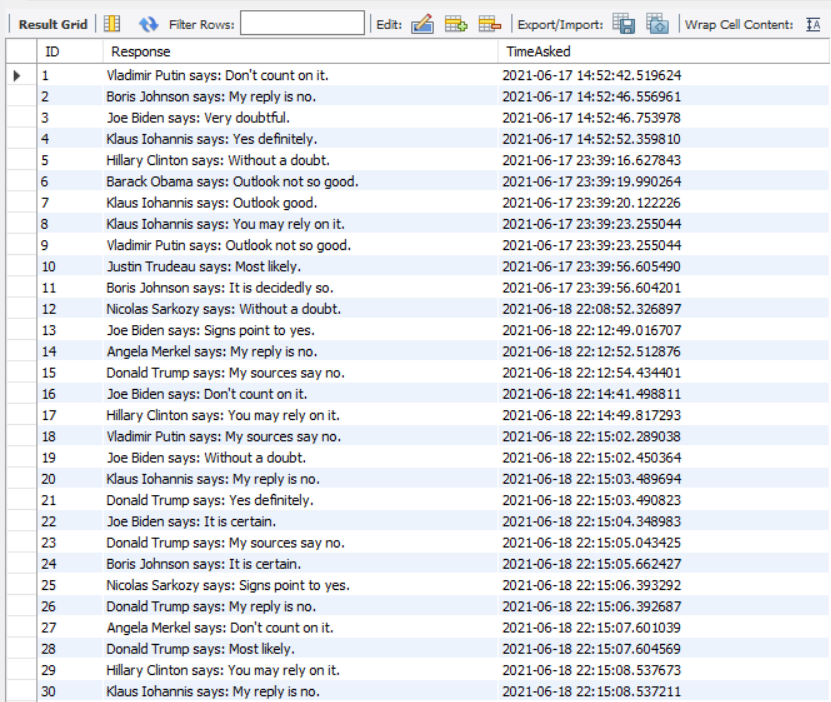 Result Grid Filter Rows: Edit: Export/Import: Wrap Cell Content: IA
ID Response TimeAsked
1 Vladimir Putin says: Don't count on it. 2021-06-17 14:52:42.519624
2 Boris Johnson says: My reply is no. 2021-06-17 14:52:46.556961
3 Joe Biden says: Very doubtful. 2021-06-17 14:52:46.753978
4 Klaus Iohannis says: Yes definitely. 2021-06-17 14:52:52.359810
5 Hillary Clinton says: Without a doubt. 2021-06-17 23:39:16.627843
6 Barack Obama says: Outlook not so good. 2021-06-17 23:39:19.990264
7 Klaus Iohannis says: Outlook good. 2021-06-17 23:39:20.122226
8 Klaus Iohannis says: You may rely on it. 2021-06-17 23:39:23.255044
9 Vladimir Putin says: Outlook not so good. 2021-06-17 23:39:23.255044
10 Justin Trudeau says: Most likely. 2021-06-17 23:39:56.605490
11 Boris Johnson says: It is decidedly so. 2021-06-17 23:39:56.604201
12 Nicolas Sarkozy says: Without a doubt. 2021-06-18 22:08:52.326897
13 Joe Biden says: Signs point to yes. 2021-06-18 22:12:49.016707
14 Angela Merkel says: My reply is no. 2021-06-18 22:12:52.512876
15 Donald Trump says: My sources say no. 2021-06-18 22:12:54.434401
16 Joe Biden says: Don't count on it. 2021-06-18 22:14:41.498811
17 Hillary Clinton says: You may rely on it. 2021-06-18 22:14:49.817293
18 Vladimir Putin says: My sources say no. 2021-06-18 22:15:02.289038
19 Joe Biden says: Without a doubt. 2021-06-18 22:15:02.450364
20 Klaus Iohannis says: My reply is no. 2021-06-18 22:15:03.489694
21 Donald Trump says: Yes definitely. 2021-06-18 22:15:03.490823
22 Joe Biden says: It is certain. 2021-06-18 22:15:04.348983
23 Donald Trump says: My sources say no. 2021-06-18 22:15:05.043425
24 Boris Johnson says: It is certain. 2021-06-18 22:15:05.662427
25 Nicolas Sarkozy says: Signs point to yes. 2021-06-18 22:15:06.393292
26 Donald Trump says: My reply is no. 2021-06-18 22:15:06.392687
27 Angela Merkel says: Don't count on it. 2021-06-18 22:15:07.601039
28 Donald Trump says: Most likely. 2021-06-18 22:15:07.604569
29 Hillary Clinton says: You may rely on it. 2021-06-18 22:15:08.537673
30 Klaus Iohannis says: My reply is no. 2021-06-18 22:15:08.537211